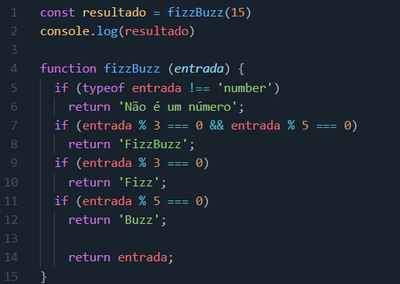 1 const resultado = fizzBuzz(15)
2 console.log(resultado)
3
4 function fizzBuzz (entrada) {
5   if (typeof entrada !== 'number')
6     return 'Não é um número';
7   if (entrada % 3 === 0 && entrada % 5 === 0)
8     return 'FizzBuzz';
9   if (entrada % 3 === 0)
10     return 'Fizz';
11   if (entrada % 5 === 0)
12     return 'Buzz';
13
14     return entrada;
15 }